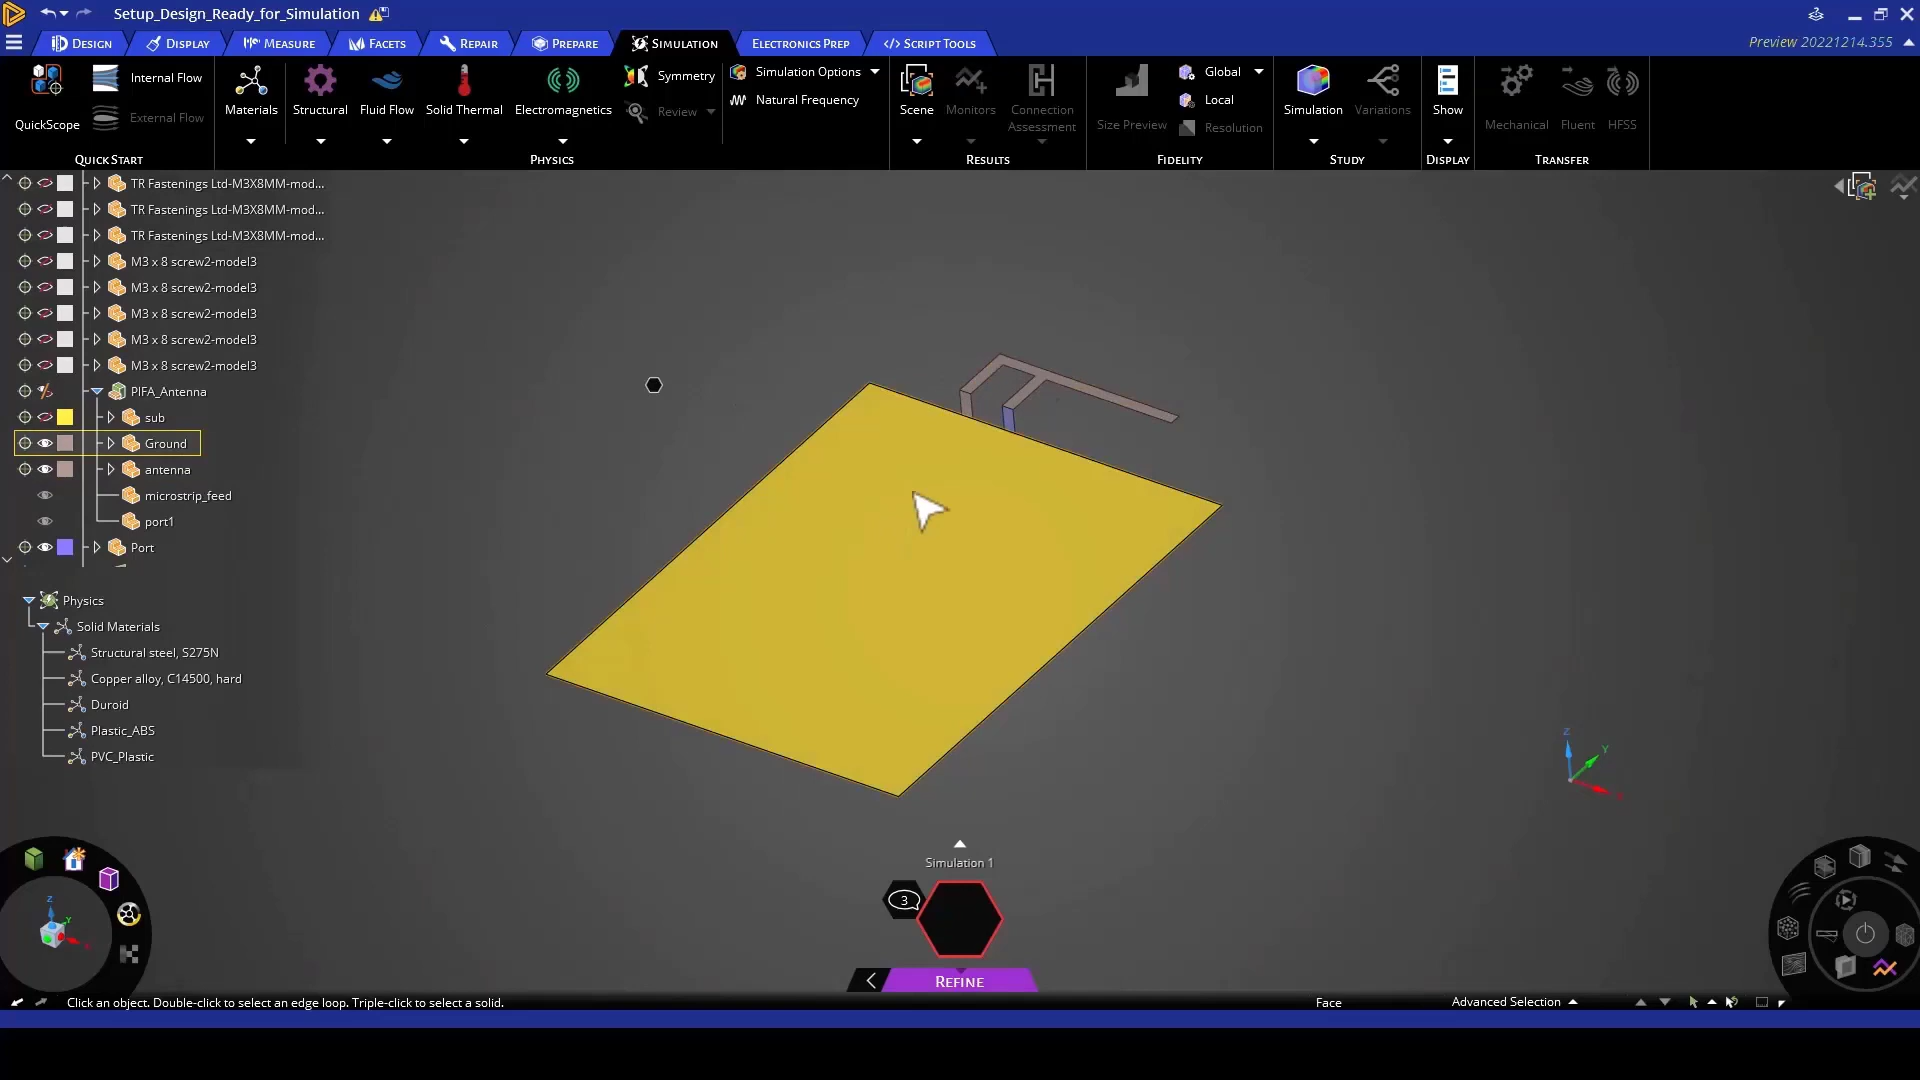 Setup_Design_Ready_for_Simulation
Design Display Measure Facets Repair Prepare Simulation Electronics Prep </> Script Tools
Preview 20221214.355
QuickScope
Internal Flow
External Flow
Quick Start
Materials
Structural
Fluid Flow
Solid Thermal
Electromagnetics
Symmetry
Review
Simulation Options
Natural Frequency
Physics
Scene
Monitors
Connection
Assessment
Results
Size Preview
Global
Local
Resolution
Fidelity
Simulation
Variations
Study
Show
Display
Mechanical
Fluent
HFSS
Transfer
TR Fastenings Ltd-M3X8MM-mod...
TR Fastenings Ltd-M3X8MM-mod...
TR Fastenings Ltd-M3X8MM-mod...
M3 x 8 screw2-model3
M3 x 8 screw2-model3
M3 x 8 screw2-model3
M3 x 8 screw2-model3
M3 x 8 screw2-model3
PIFA_Antenna
sub
Ground
antenna
microstrip_feed
port1
Port
Physics
Solid Materials
Structural steel, S275N
Copper alloy, C14500, hard
Duroid
Plastic_ABS
PVC_Plastic
Z
Y
Simulation 1
3
Refine
Z
Y
Click an object. Double-click to select an edge loop. Triple-click to select a solid.
Face
Advanced Selection